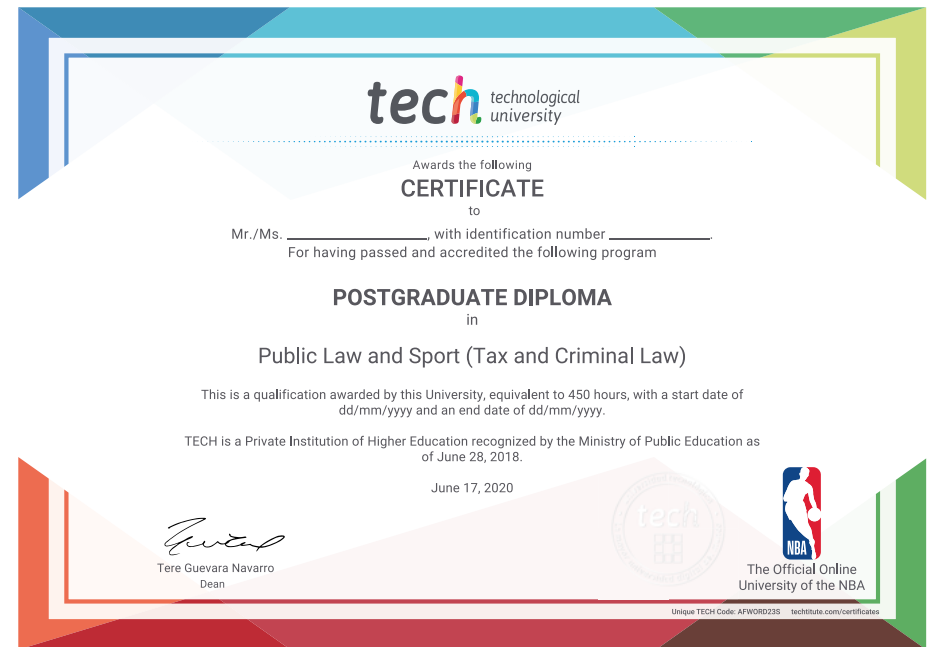 tech technological
university
Awards the following
CERTIFICATE
to
Mr./Ms. ____________________, with identification number ______________.
For having passed and accredited the following program
POSTGRADUATE DIPLOMA
in
Public Law and Sport (Tax and Criminal Law)
This is a qualification awarded by this University, equivalent to 450 hours, with a start date of
dd/mm/yyyy and an end date of dd/mm/yyyy.
TECH is a Private Institution of Higher Education recognized by the Ministry of Public Education as
of June 28, 2018.
June 17, 2020
tech
NBA
Tere Guevara Navarro
Dean
The Official Online
University of the NBA
Unique TECH Code: AFWORD23S techtitute.com/certificates